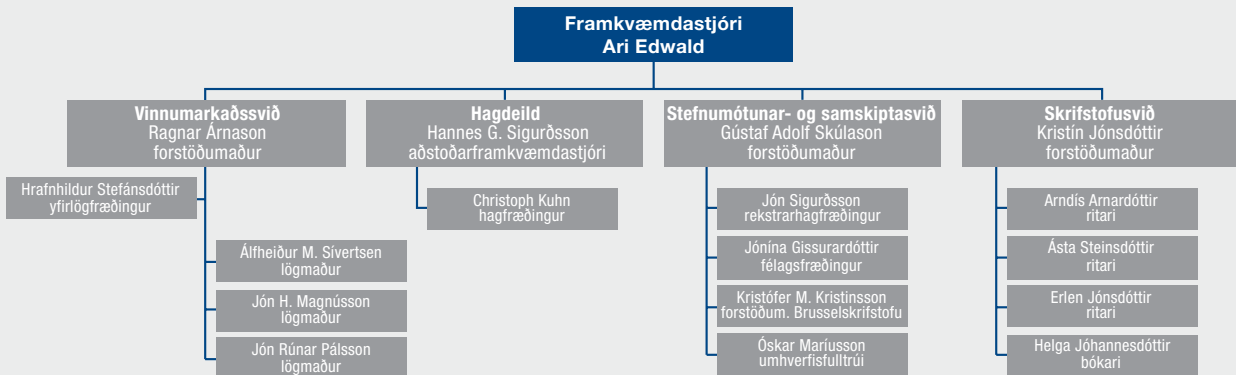 Framkvæmdastjóri
Ari Edwald
Vinnumarkaðssvið
Ragnar Árnason
forstöðumaður
Hrafnhildur Stefánsdóttir
yfirlögfræðingur
Álfheiður M. Sívertsen
lögmaður
Jón H. Magnússon
lögmaður
Jón Rúnar Pálsson
lögmaður
Hagdeild
Hannes G. Sigurðsson
aðstoðarframkvæmdastjóri
Christoph Kuhn
hagfræðingur
Stefnumótunar- og samskiptasvið
Gústaf Adolf Skúlason
forstöðumaður
Jón Sigurðsson
rekstrarhagfræðingur
Jónína Gissurardóttir
félagsfræðingur
Kristófer M. Kristinsson
forstöðum. Brusselskrifstofu
Óskar Maríusson
umhverfisfulltrúi
Skrifstofusvið
Kristín Jónsdóttir
forstöðumaður
Arndís Arnardóttir
ritari
Ásta Steinsdóttir
ritari
Erlen Jónsdóttir
ritari
Helga Jóhannesdóttir
bókari